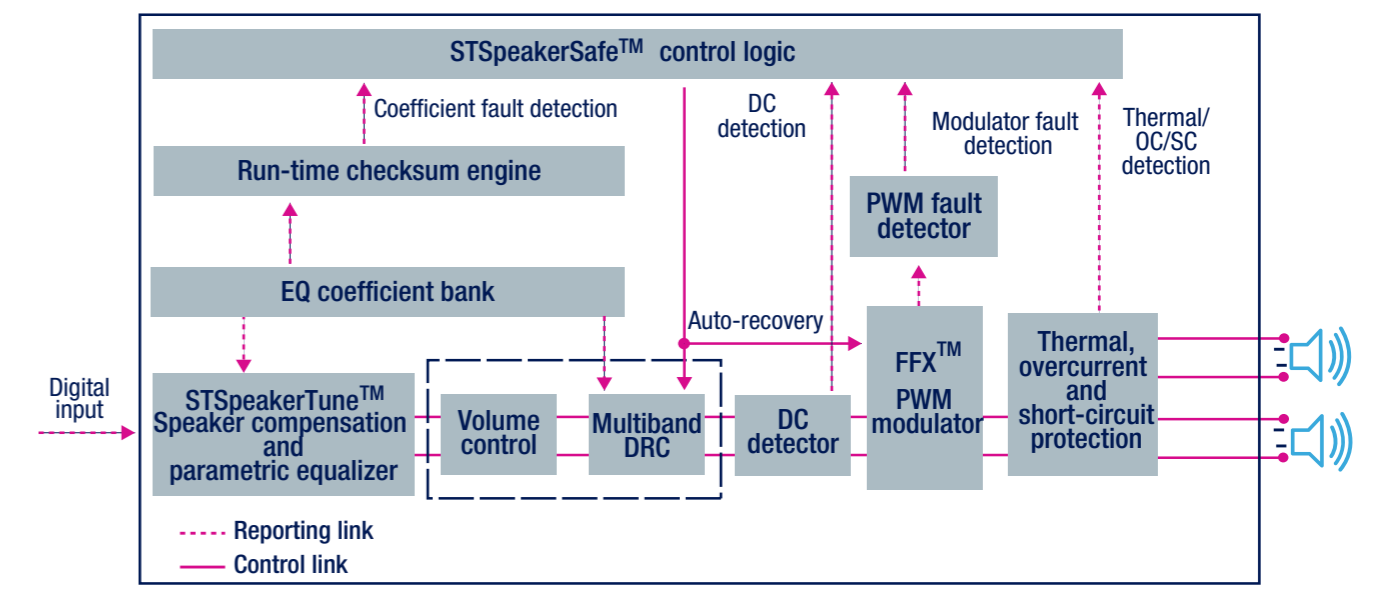 STSpeakerSafe™ control logic
Coefficient fault detection
DC
detection
Modulator fault
detection
Thermal/
OC/SC
detection
Run-time checksum engine
PWM fault
detector
EQ coefficient bank
Auto-recovery
Digital
input
STSpeakerTune™
Speaker compensation
and
parametric equalizer
Volume
control
Multiband
DRC
DC
detector
FFX™
PWM
modulator
Thermal,
overcurrent
and
short-circuit
protection
Reporting link
Control link